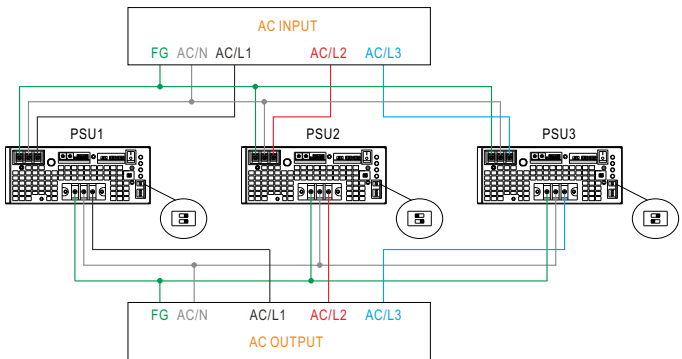 AC INPUT
FG AC/N AC/L1 AC/L2 AC/L3
PSU1 PSU2 PSU3
FG AC/N AC/L1 AC/L2 AC/L3
AC OUTPUT